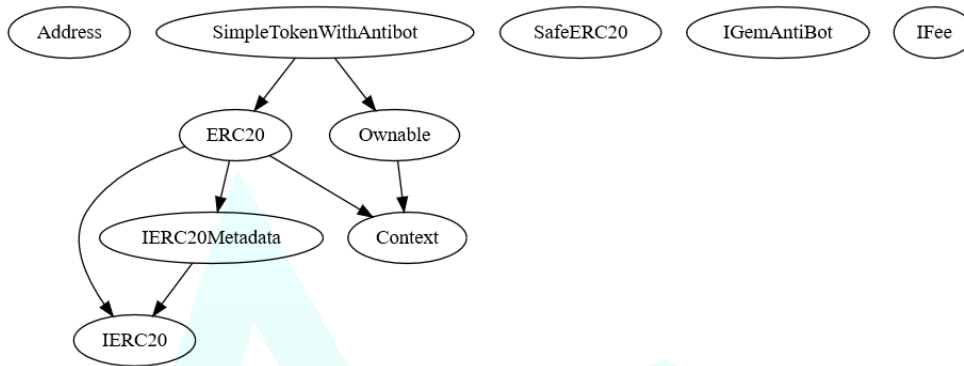 Address
SimpleTokenWithAntibot
SafeERC20
IGemAntiBot
IFee
ERC20
Ownable
IERC20Metadata
Context
IERC20